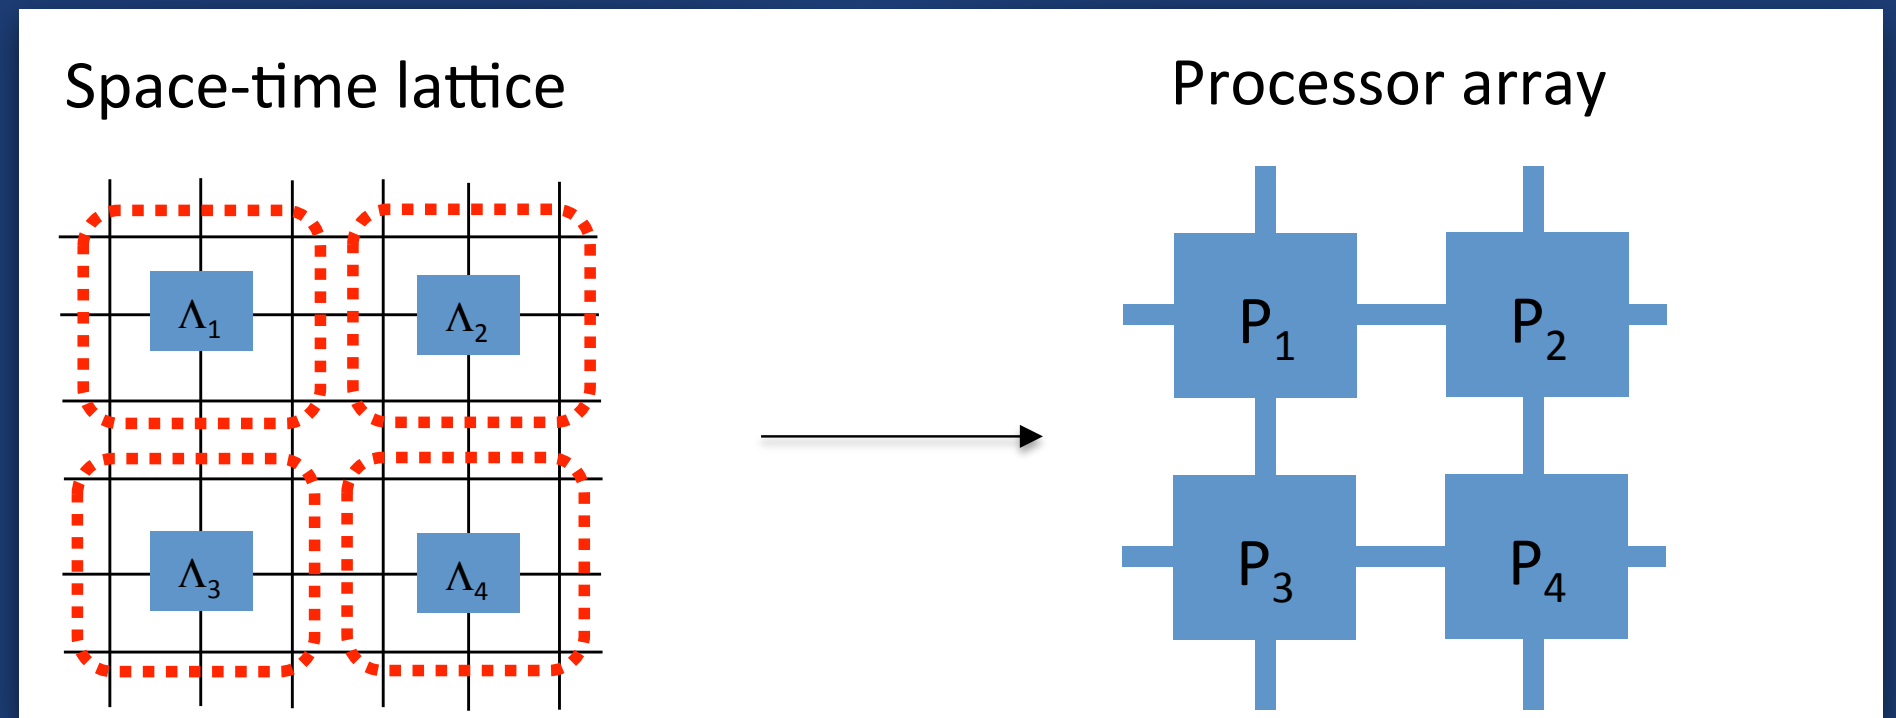 Space-time lattice
Processor array
Λ1
Λ2
P1
P2
Λ3
Λ4
P3
P4